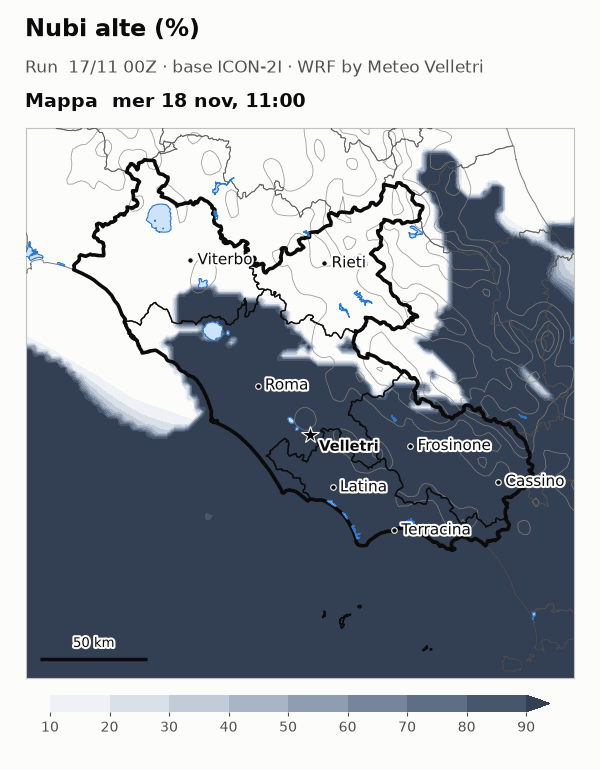 Nubi alte (%)
Run  17/11 00Z · base ICON-2I · WRF by Meteo Velletri
Mappa  mer 18 nov, 11:00
Viterbo
Rieti
Roma
Velletri
Frosinone
Cassino
Latina
Terracina
50 km
10 20 30 40 50 60 70 80 90